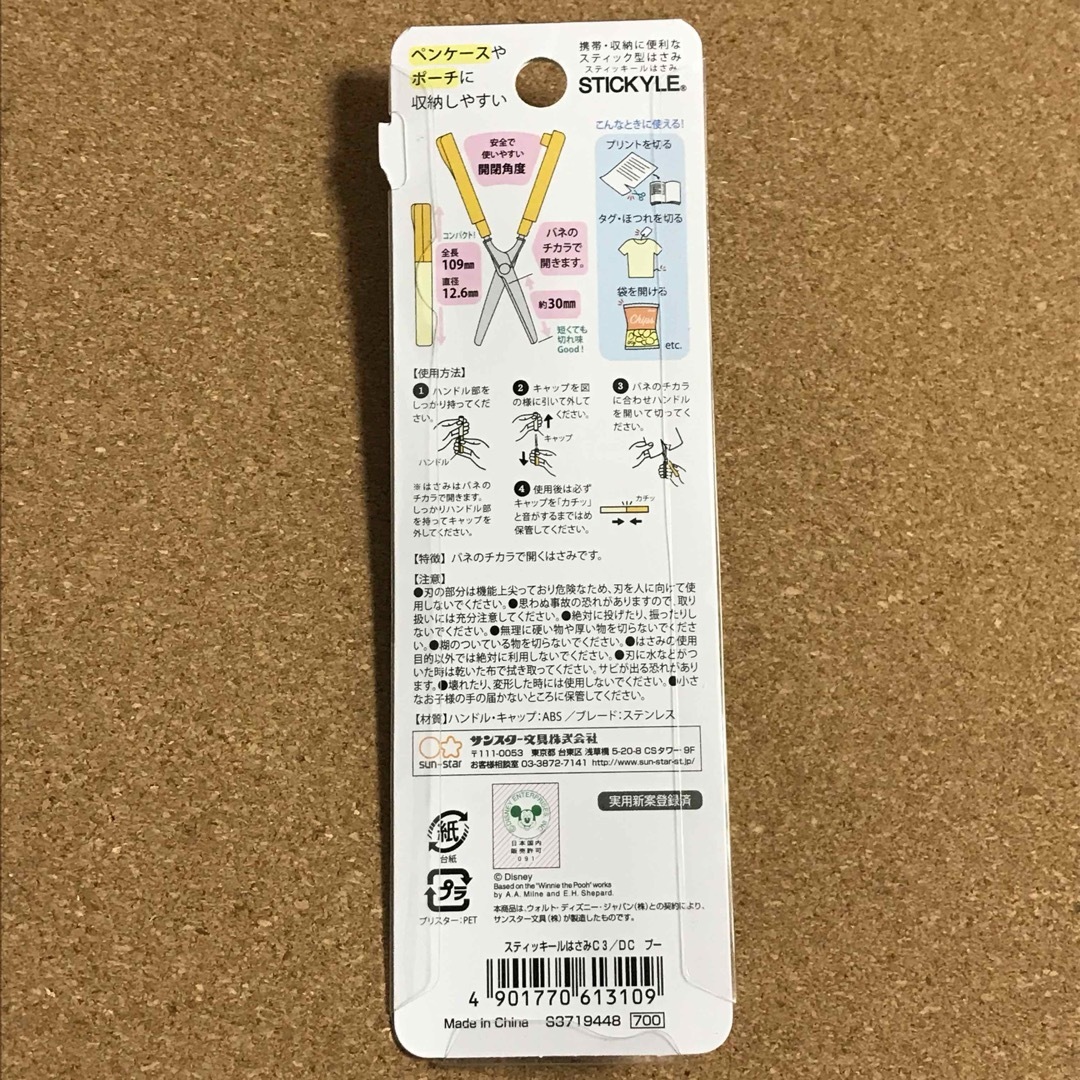 ペンケースや
ポーチに
収納しやすい
携帯・収納に便利な
スティック型はさみ
スティッキールはさみ
STICKYLE®
安全で
使いやすい
開閉角度
コンパクト!
全長
109mm
直径
12.6mm
バネの
チカラで
開きます。
約30mm
短くても
切れ味
Good!
こんなときに使える!
プリントを切る
タグ・ほつれを切る
袋を開ける
Chips
etc.
【使用方法】
1 ハンドル部を
しっかり持ってくだ
さい。
ハンドル
※はさみはバネの
チカラで開きます。
しっかりハンドル部
を持ってキャップを
外してください。
2 キャップを図
の様に引いて外して
ください。
キャップ
3 バネのチカラ
に合わせハンドル
を開いて切ってく
ださい。
4 使用後は必ず
キャップを「カチッ」
と音がするまではめ
保管してください。
カチッ
【特徴】バネのチカラで開くはさみです。
【注意】
●刃の部分は機能上尖っており危険なため、刃を人に向けて使
用しないでください。●思わぬ事故の恐れがありますので、取り
扱いには充分注意してください。●絶対に投げたり、振ったりし
ないでください。●無理に硬い物や厚い物を切らないでくださ
い。●糊のついている物を切らないでください。●はさみの使用
目的以外では絶対に利用しないでください。●刃に水などがつ
いた時は乾いた布で拭き取ってください。サビが出る恐れがあり
ます。●壊れたり、変形した時には使用しないでください。●小さ
なお子様の手の届かないところに保管してください。
【材質】ハンドル・キャップ:ABS/ブレード:ステンレス
sun-star
サンスター文具株式会社
〒111-0053 東京都 台東区 浅草橋 5-20-8 CSタワー 9F
お客様相談室 03-3872-7141 http://www.sun-star-st.jp/
実用新案登録済
紙
台紙
プラ
ブリスター:PET
© DISNEY ENTERPRISES, INC.
日本国内
販売許可
091
© Disney
Based on the "Winnie the Pooh" works
by A.A. Milne and E.H. Shepard.
本商品は、ウォルト・ディズニー・ジャパン(株)との契約により、
サンスター文具(株)が製造したものです。
スティッキールはさみC3/DC プー
4 901770 613109
Made in China S3719448 700